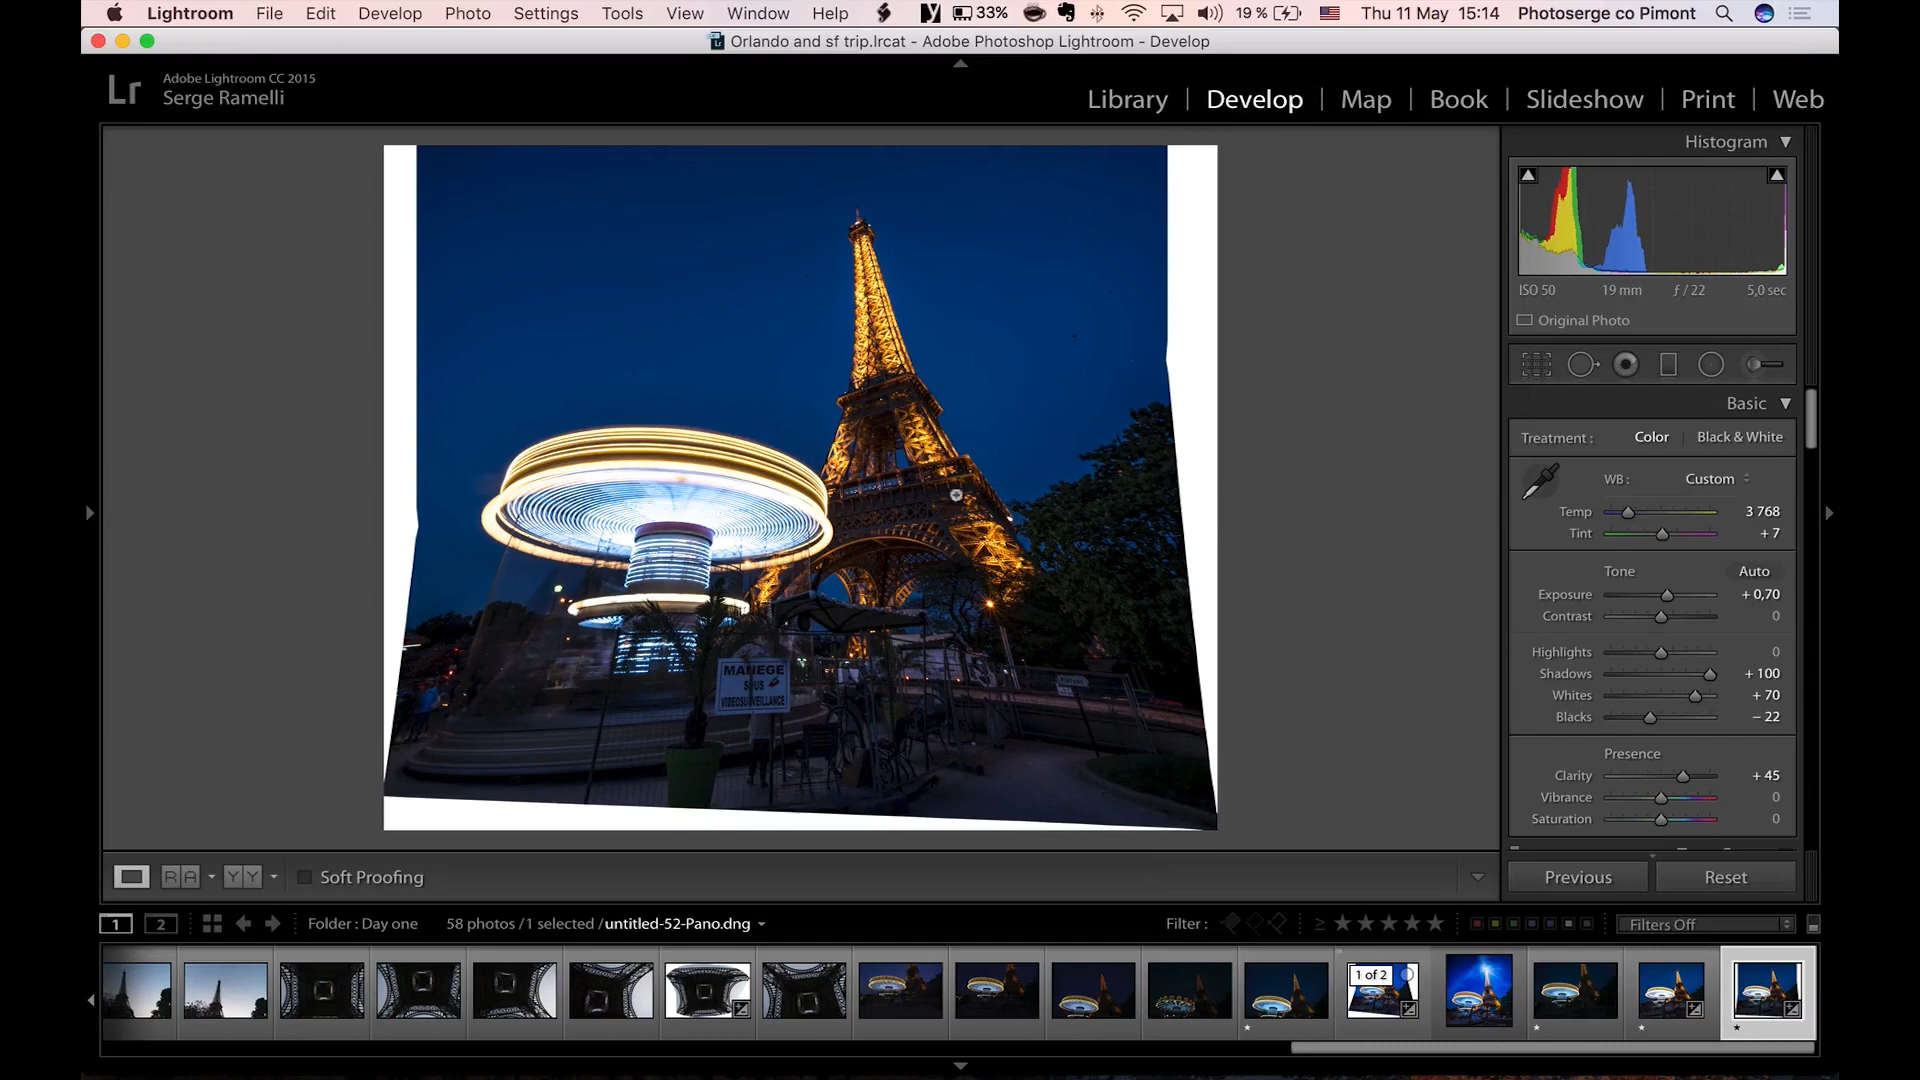 Lightroom File Edit Develop Photo Settings Tools View Window Help 33% 19 % Thu 11 May 15:14 Photoserge co Pimont
Orlando and sf trip.lrcat - Adobe Photoshop Lightroom - Develop
Lr Adobe Lightroom CC 2015
Serge Ramelli
Library | Develop | Map | Book | Slideshow | Print | Web
Histogram
ISO 50 19 mm ƒ / 22 5,0 sec
Original Photo
Basic
Treatment : Color Black & White
WB : Custom
Temp 3 768
Tint + 7
Tone Auto
Exposure + 0,70
Contrast 0
Highlights 0
Shadows + 100
Whites + 70
Blacks − 22
Presence
Clarity + 45
Vibrance 0
Saturation 0
MANEGE
SOUS
VIDEOSURVEILLANCE
R A Y Y Soft Proofing
Previous Reset
1 2 Folder : Day one 58 photos /1 selected /untitled-52-Pano.dng Filter : ≥ Filters Off
1 of 2